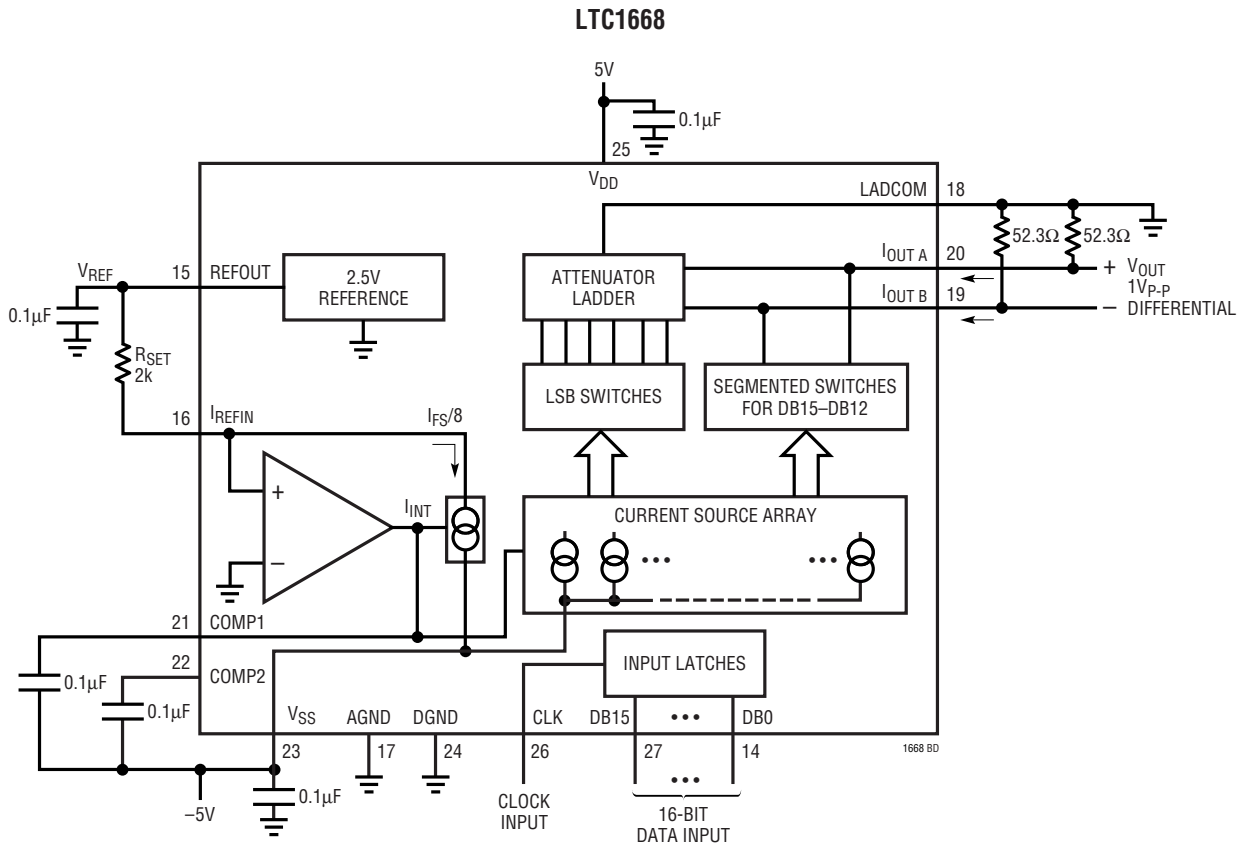 LTC1668
5V
0.1µF
25
VDD
LADCOM 18
52.3Ω 52.3Ω
IOUT A 20
+ VOUT
1VP-P
IOUT B 19
– DIFFERENTIAL
VREF 15 REFOUT
2.5V
REFERENCE
ATTENUATOR
LADDER
0.1µF
RSET
2k
LSB SWITCHES
SEGMENTED SWITCHES
FOR DB15–DB12
16 IREFIN
IFS/8
+
–
IINT
CURRENT SOURCE ARRAY
••• •••
21 COMP1
22 COMP2
0.1µF
0.1µF
INPUT LATCHES
VSS AGND DGND CLK DB15 ••• DB0
23 17 24 26 27 14
1668 BD
–5V
0.1µF
CLOCK
INPUT
•••
16-BIT
DATA INPUT